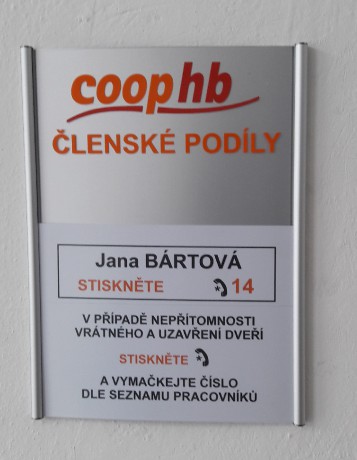 coop hb
ČLENSKÉ PODÍLY
Jana BÁRTOVÁ
STISKNĚTE 14
V PŘÍPADĚ NEPŘÍTOMNOSTI
VRÁTNÉHO A UZAVŘENÍ DVEŘÍ
STISKNĚTE
A VYMAČKEJTE ČÍSLO
DLE SEZNAMU PRACOVNÍKŮ